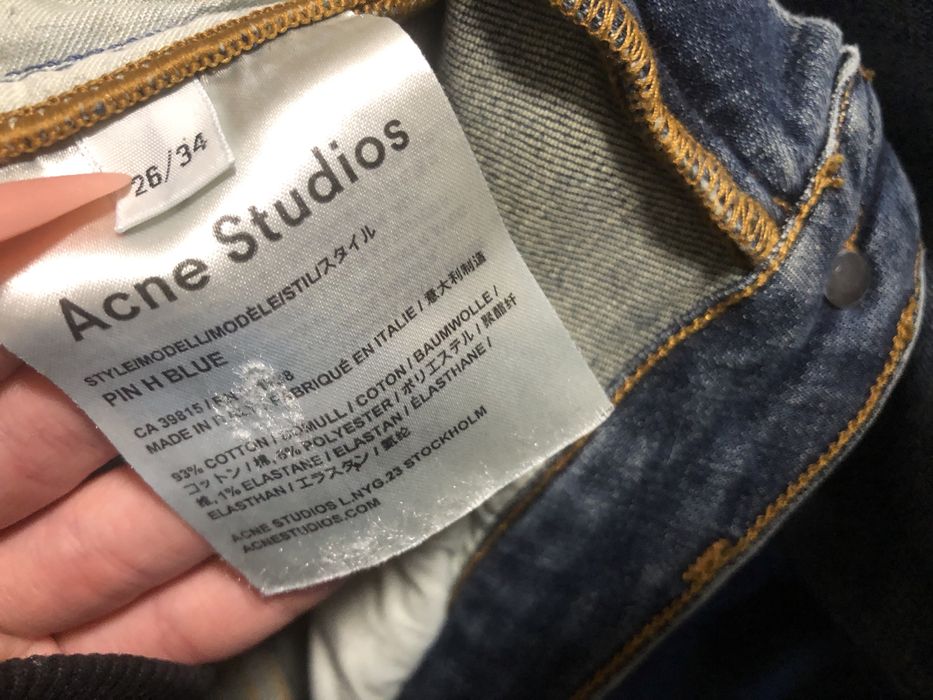 26/34
Acne Studios
STYLE/MODELL/MODÈLE/STIL/スタイル
PIN H BLUE
CA 39815 /
MADE IN / FABRIQUÉ EN ITALIE / 意大利制造
93% COTTON / / COTON / BAUMWOLLE /
コットン / 棉, POLYESTER / ポリエステル / 聚酯纤
维, 1% ELASTANE / ELASTAN / ÉLASTHANE /
ELASTHAN / エラスタン / 氨纶
ACNE STUDIOS L.NYG.23 STOCKHOLM
ACNESTUDIOS.COM